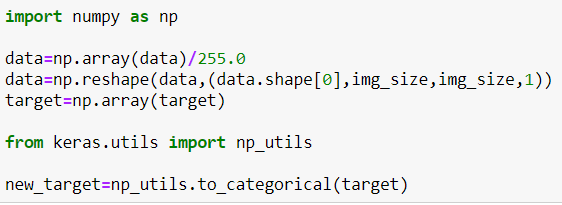 import numpy as np
data=np.array(data)/255.0
data=np.reshape(data,(data.shape[0],img_size,img_size,1))
target=np.array(target)
from keras.utils import np_utils
new_target=np_utils.to_categorical(target)